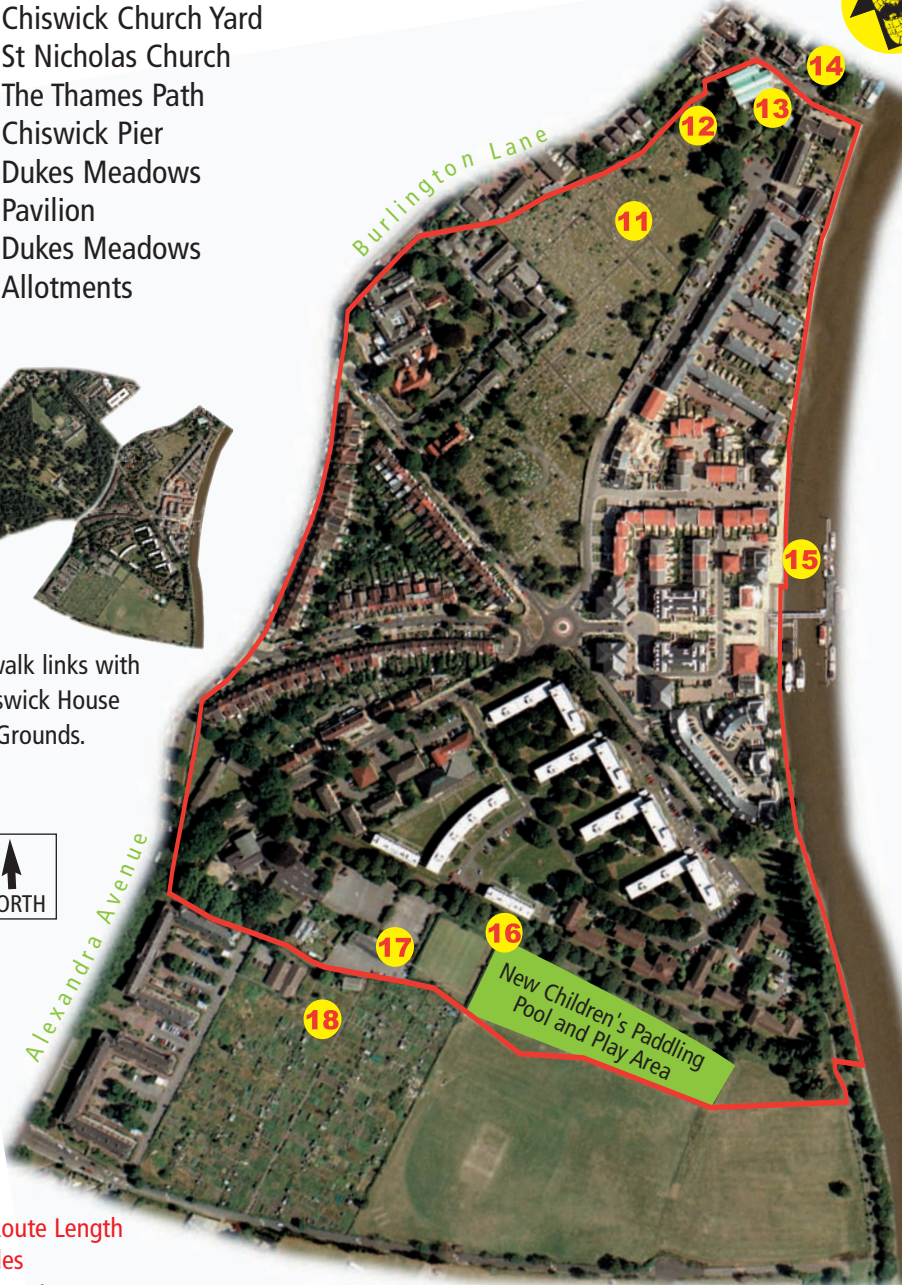 Chiswick Church Yard
St Nicholas Church
The Thames Path
Chiswick Pier
Dukes Meadows
Pavilion
Dukes Meadows
Allotments
14
13
12
Burlington Lane
11
15
walk links with
swick House
Grounds.
ORTH
Alexandra Avenue
16
17
New Children's Paddling
Pool and Play Area
18
oute Length
les